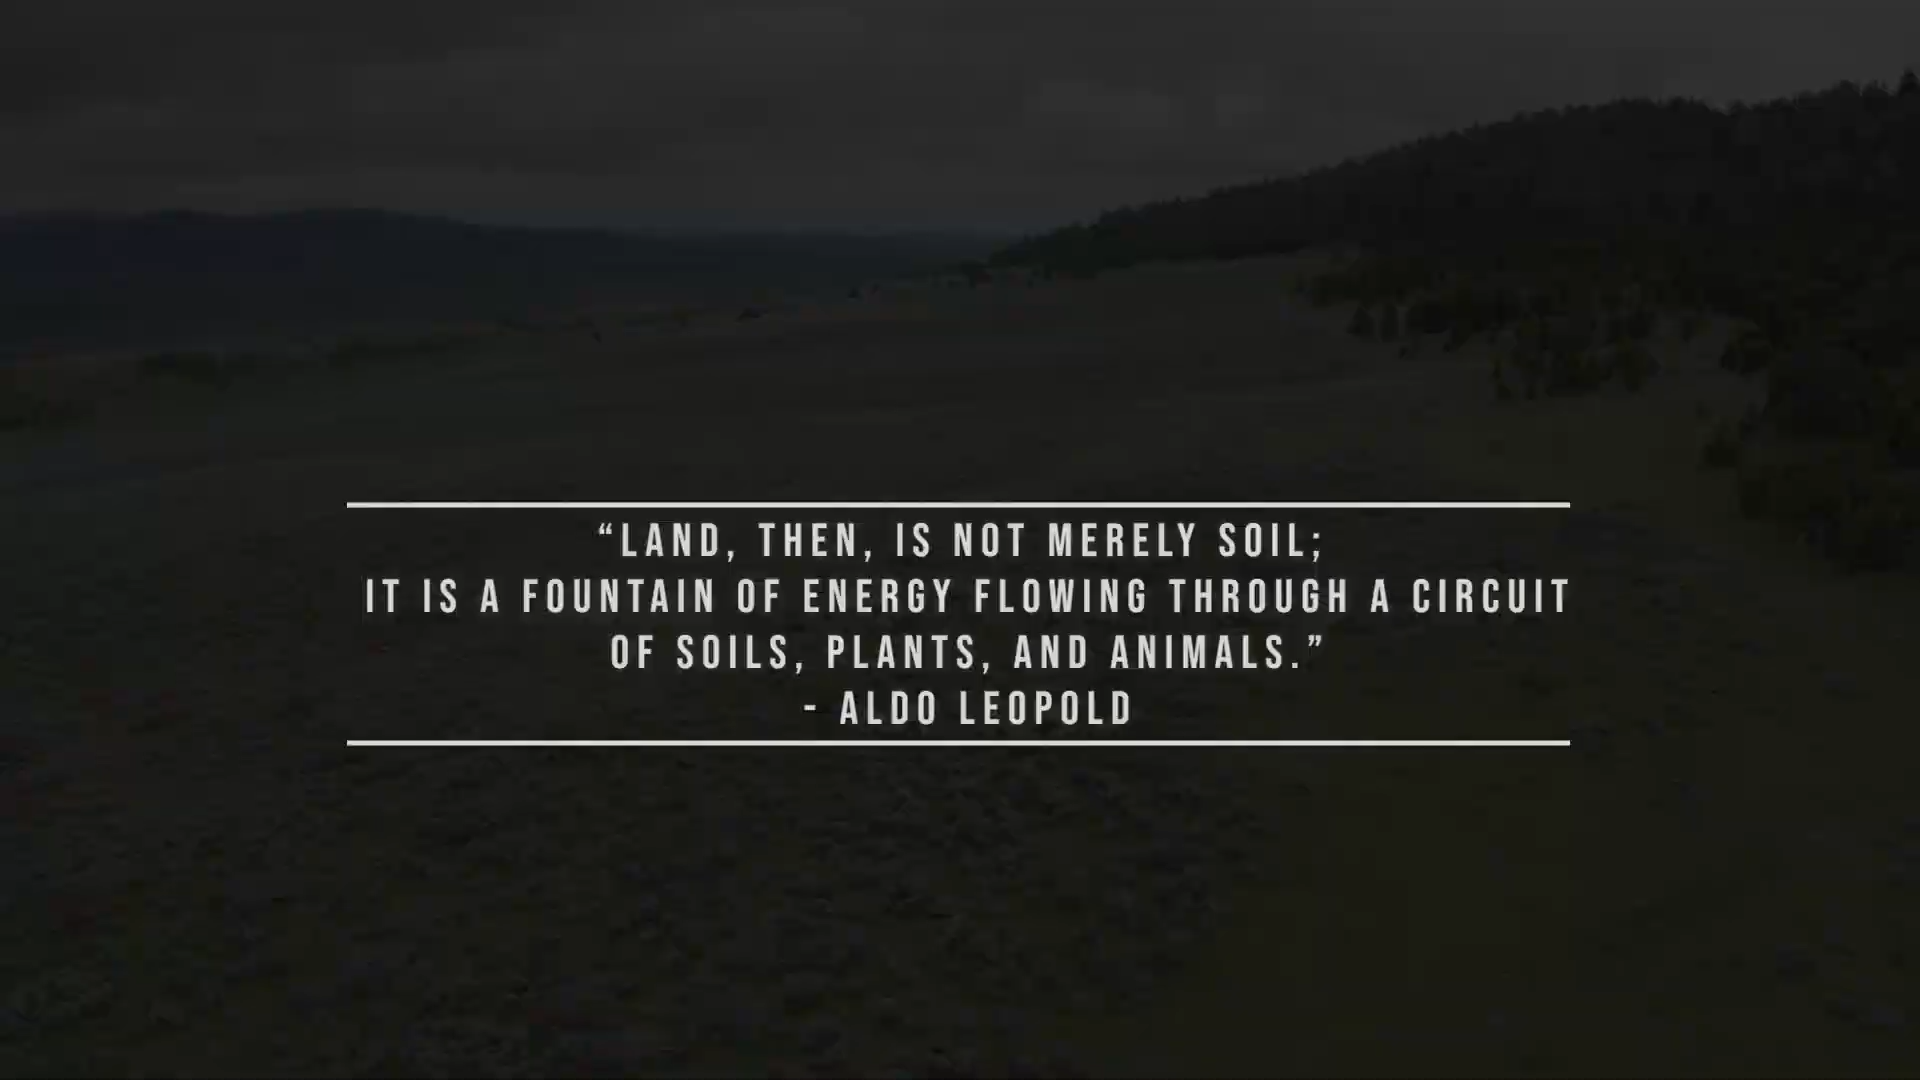 “LAND, THEN, IS NOT MERELY SOIL;
IT IS A FOUNTAIN OF ENERGY FLOWING THROUGH A CIRCUIT
OF SOILS, PLANTS, AND ANIMALS.”
- ALDO LEOPOLD